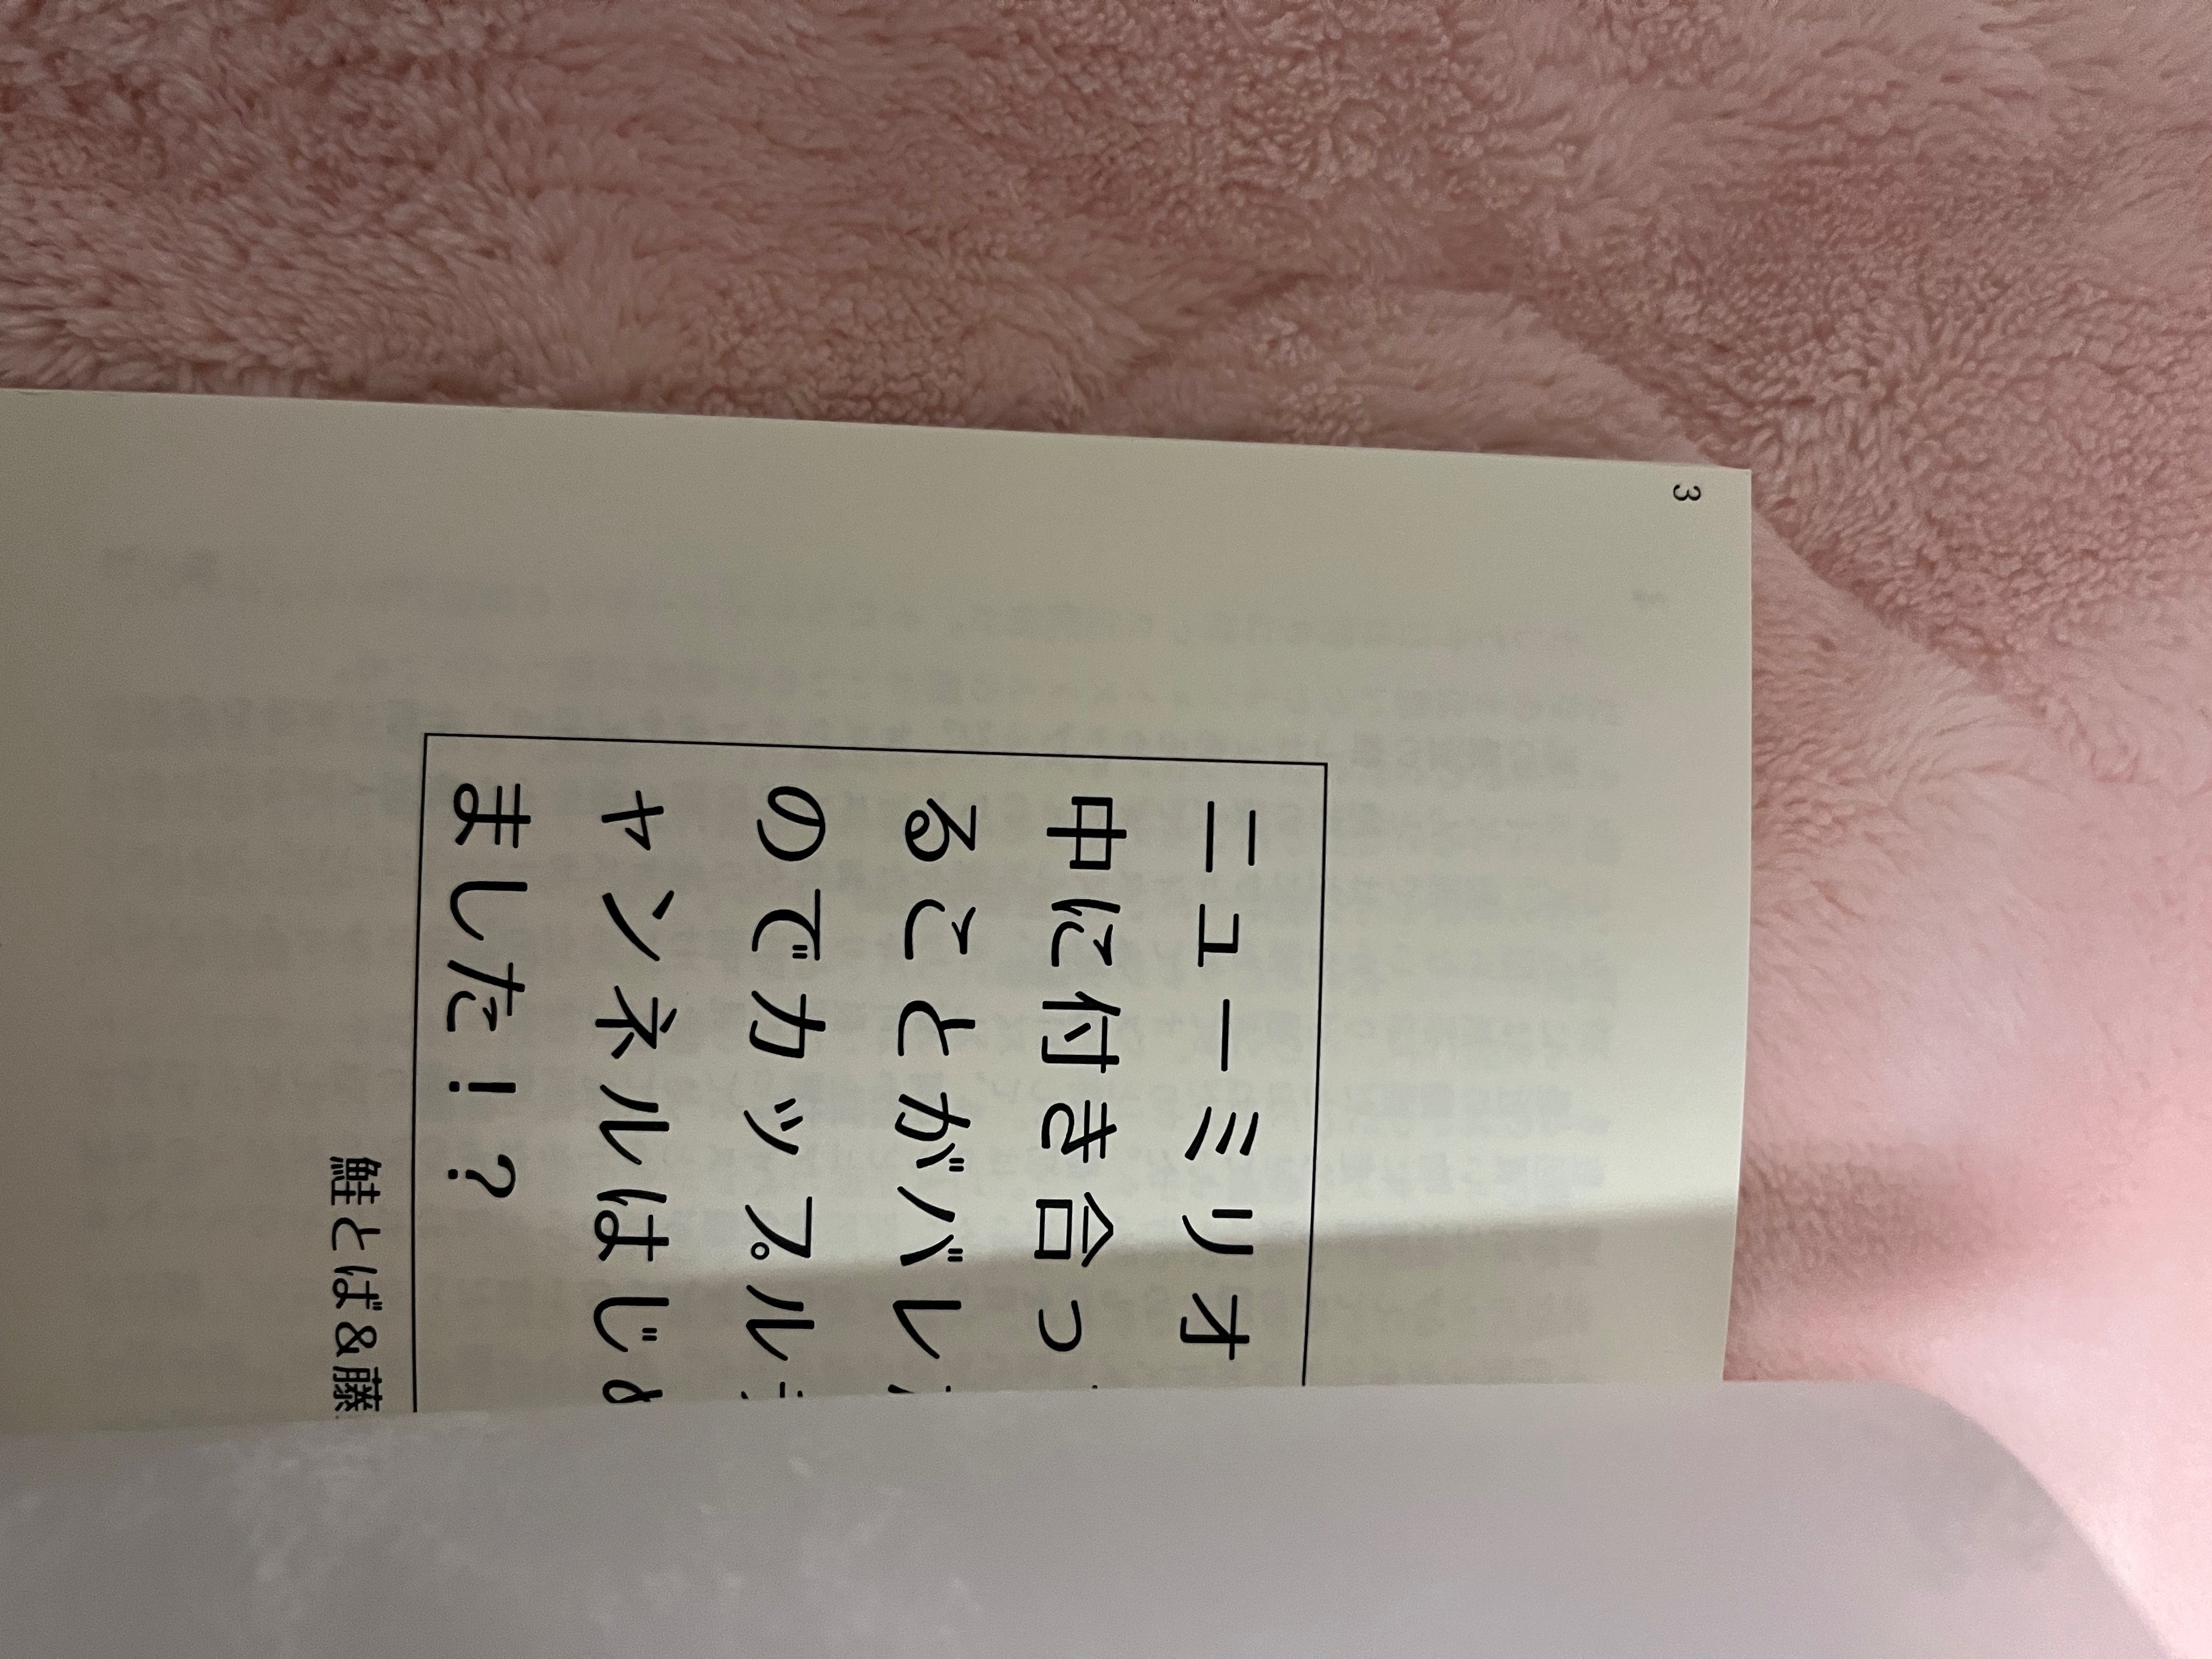 3
ニューミリオ
中に付き合っ
ることがバレ
のでカップル
ャンネルはじ
ました！？
鮭とば＆藤